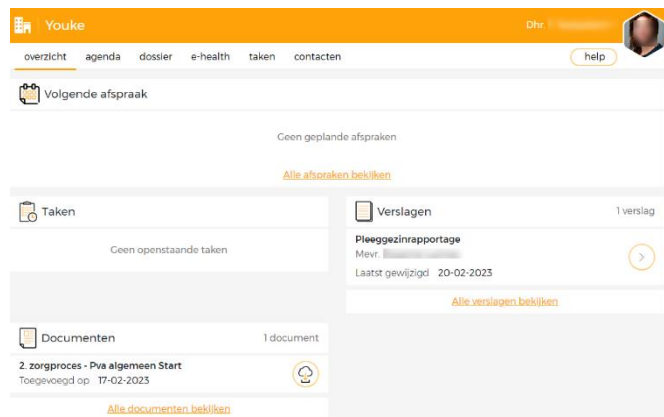 Youke
Dhr.
overzicht agenda dossier e-health taken contacten help
Volgende afspraak
Geen geplande afspraken
Alle afspraken bekijken
Taken
Geen openstaande taken
Verslagen 1 verslag
Pleeggezinrapportage
Mevr.
Laatst gewijzigd 20-02-2023
Alle verslagen bekijken
Documenten 1 document
2. zorgproces - Pva algemeen Start
Toegevoegd op 17-02-2023
Alle documenten bekijken